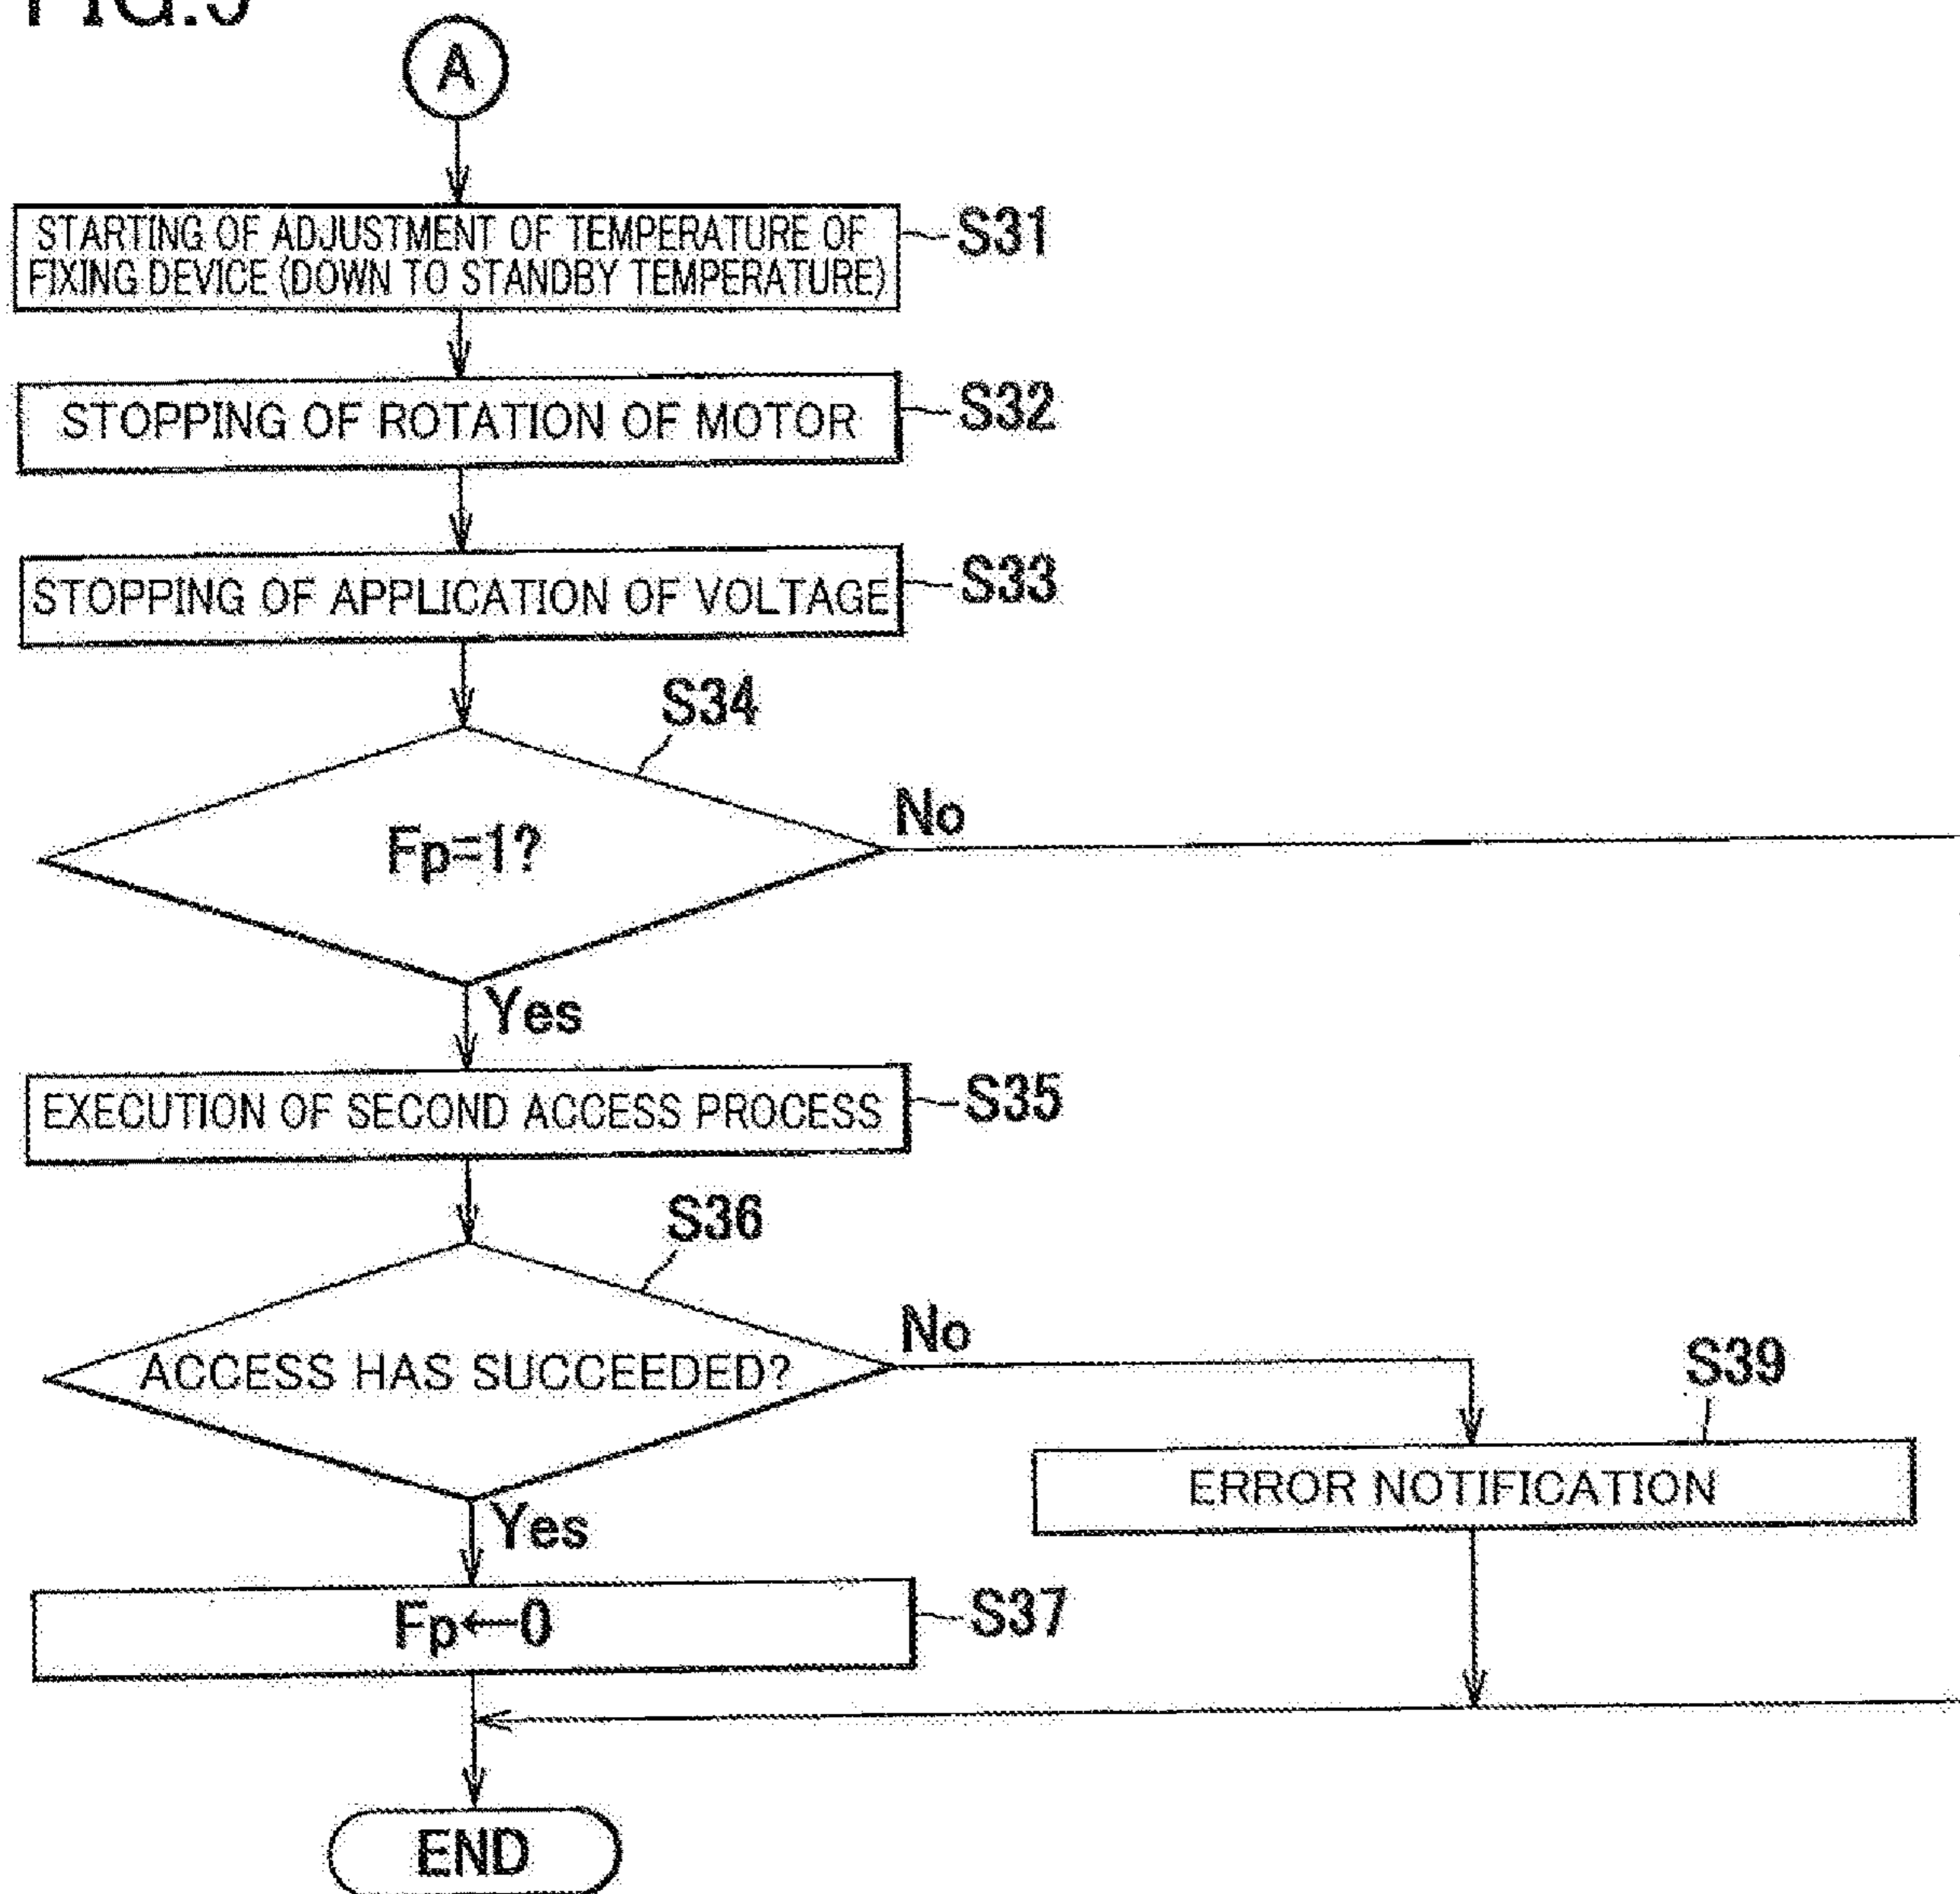 A
STARTING OF ADJUSTMENT OF TEMPERATURE OF
FIXING DEVICE (DOWN TO STANDBY TEMPERATURE)
S31
STOPPING OF ROTATION OF MOTOR
S32
STOPPING OF APPLICATION OF VOLTAGE
S33
S34
Fp=1?
No
Yes
EXECUTION OF SECOND ACCESS PROCESS
S35
S36
ACCESS HAS SUCCEEDED?
No
S39
ERROR NOTIFICATION
Yes
Fp←0
S37
END